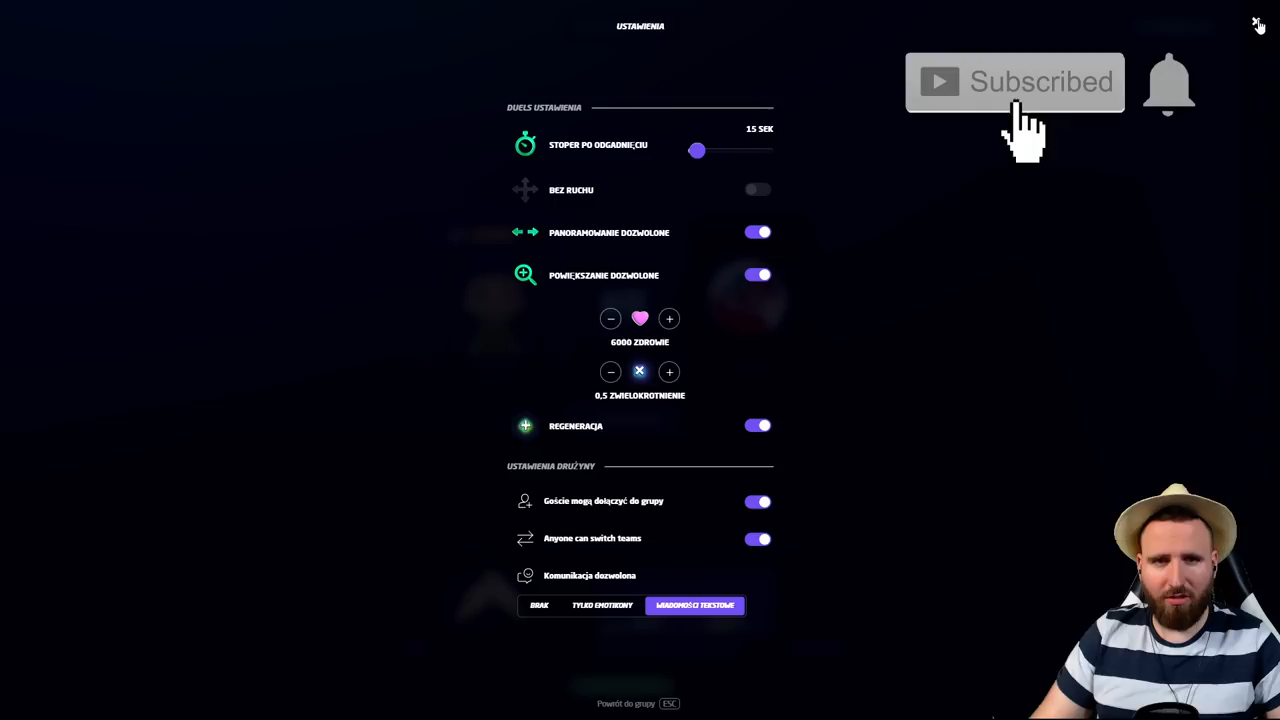 USTAWIENIA
Subscribed
DUELS USTAWIENIA
15 SEK
STOPER PO ODGADNIĘCIU
BEZ RUCHU
PANORAMOWANIE DOZWOLONE
POWIĘKSZANIE DOZWOLONE
6000 ZDROWIE
0,5 ZWIELOKROTNIENIE
REGENERACJA
USTAWIENIA DRUŻYNY
Goście mogą dołączyć do grupy
Anyone can switch teams
Komunikacja dozwolona
BRAK TYLKO EMOTIKONY WIADOMOŚCI TEKSTOWE
Powrót do grupy ESC